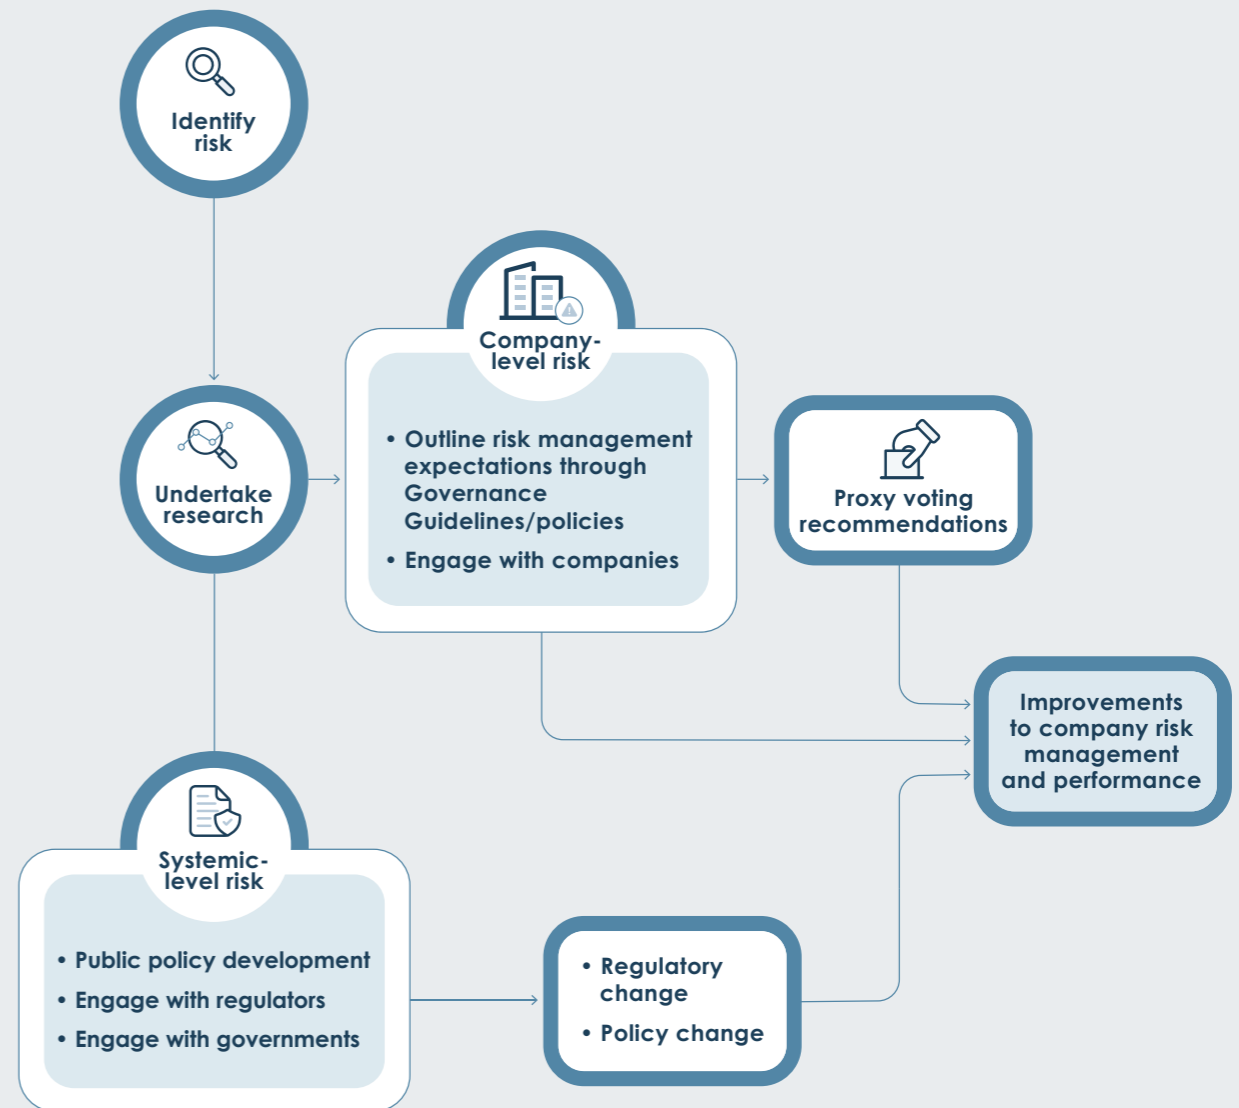 Identify
risk
Undertake
research
Company-
level risk
• Outline risk management
expectations through
Governance
Guidelines/policies
• Engage with companies
Proxy voting
recommendations
Improvements
to company risk
management
and performance
Systemic-
level risk
• Public policy development
• Engage with regulators
• Engage with governments
• Regulatory
change
• Policy change